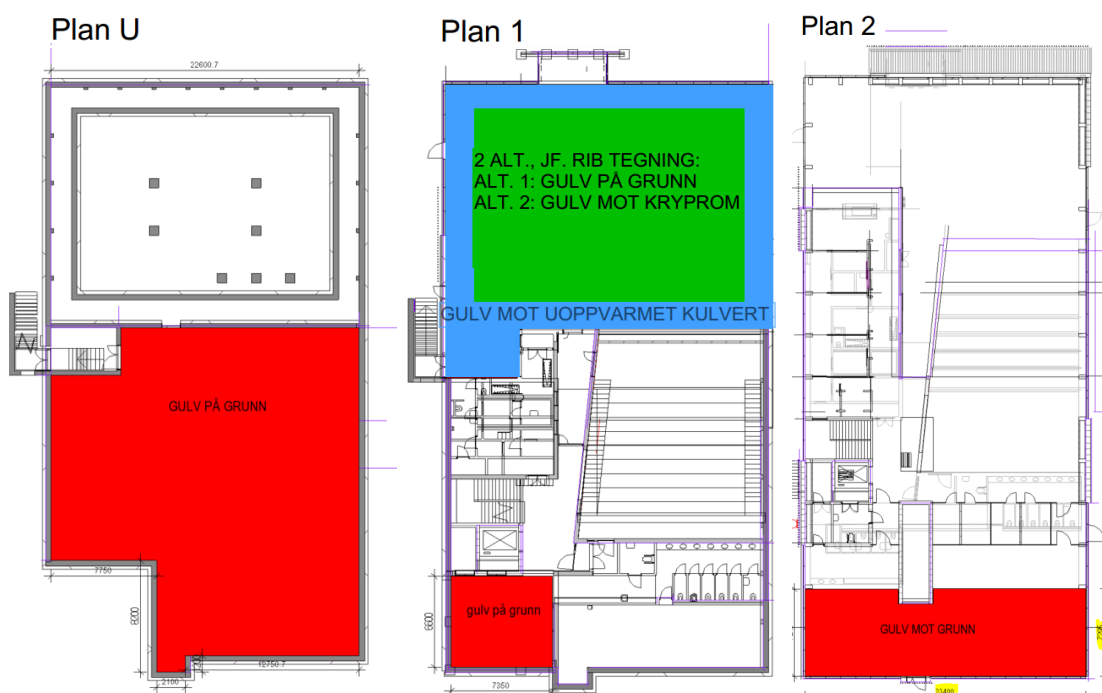 Plan U
Plan 1
Plan 2
22600.7
2 ALT., JF. RIB TEGNING:
ALT. 1: GULV PÅ GRUNN
ALT. 2: GULV MOT KRYPROM
GULV MOT UOPPVARMET KULVERT
GULV PÅ GRUNN
7750
8200
2100
12750.7
gulv på grunn
6600
7350
GULV MOT GRUNN
23400